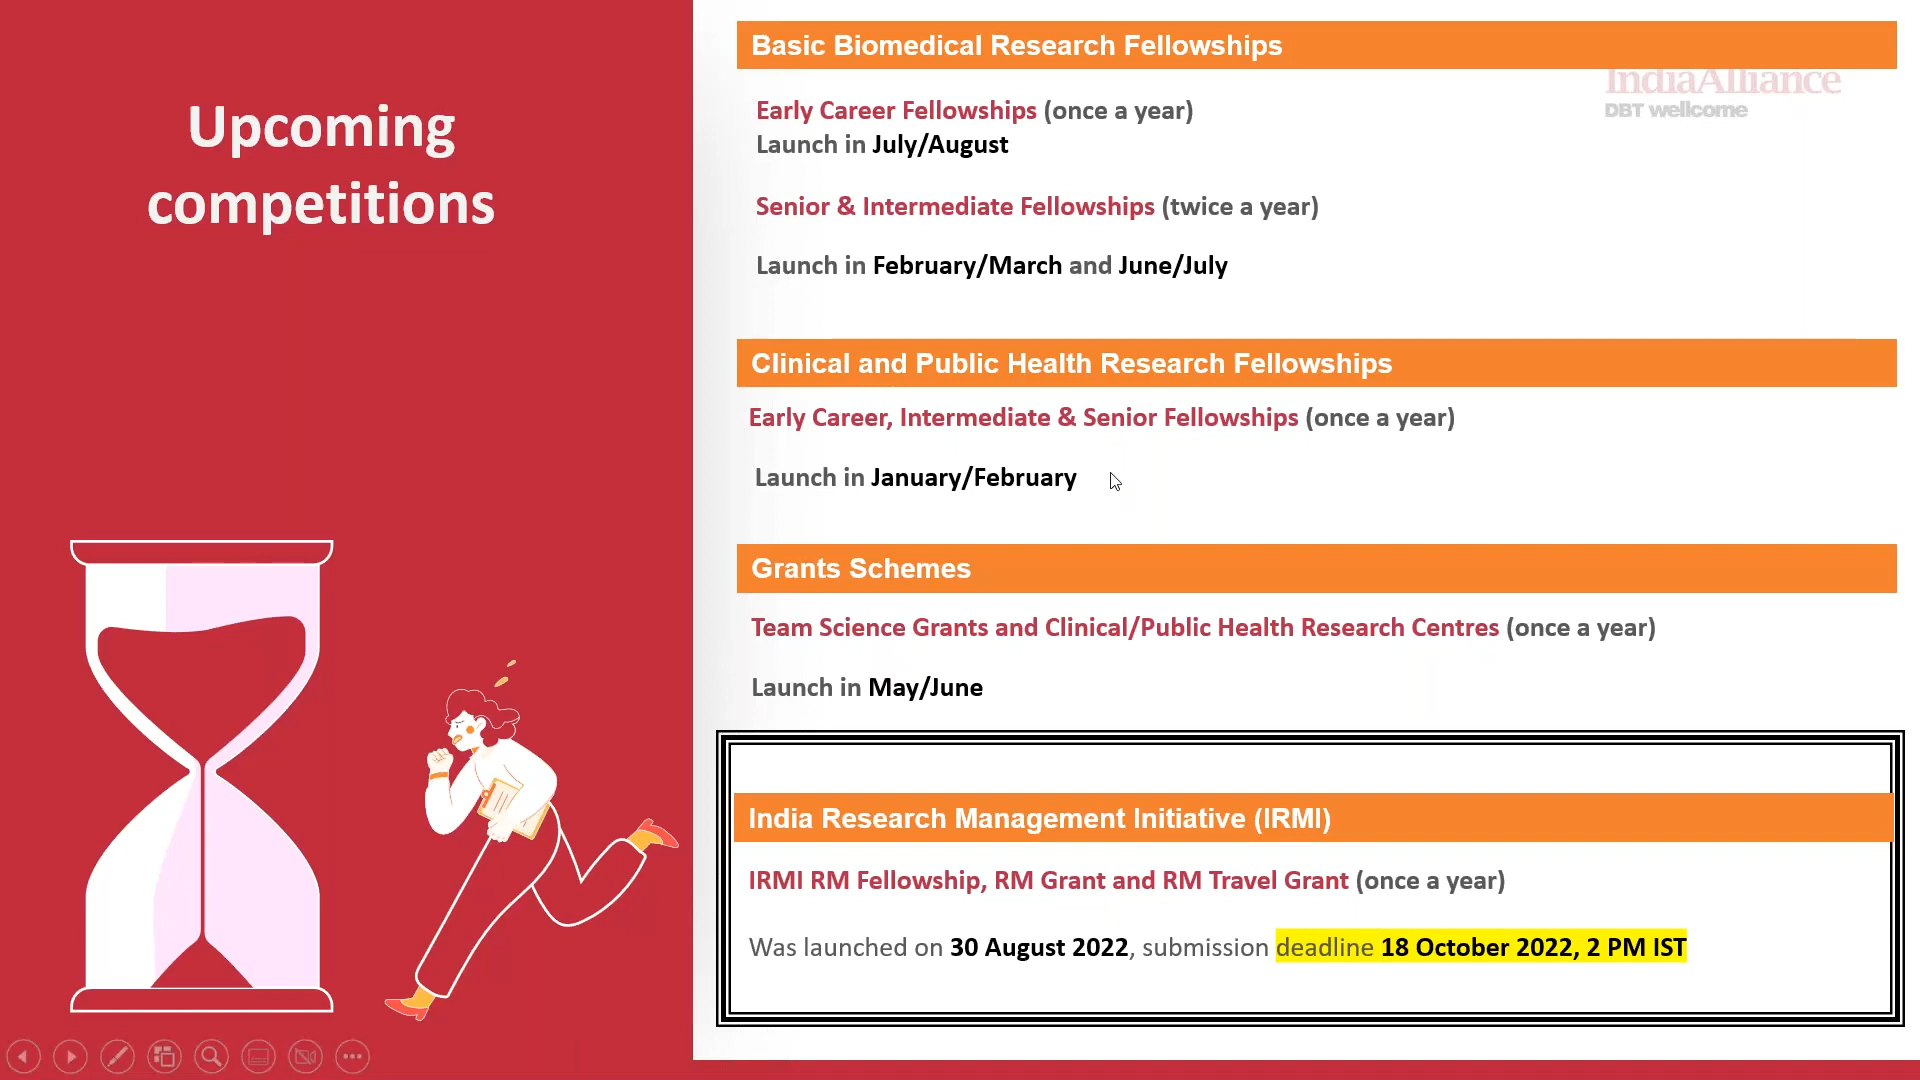 Upcoming
competitions
Basic Biomedical Research Fellowships
IndiaAlliance
DBT wellcome
Early Career Fellowships (once a year)
Launch in July/August
Senior & Intermediate Fellowships (twice a year)
Launch in February/March and June/July
Clinical and Public Health Research Fellowships
Early Career, Intermediate & Senior Fellowships (once a year)
Launch in January/February
Grants Schemes
Team Science Grants and Clinical/Public Health Research Centres (once a year)
Launch in May/June
India Research Management Initiative (IRMI)
IRMI RM Fellowship, RM Grant and RM Travel Grant (once a year)
Was launched on 30 August 2022, submission deadline 18 October 2022, 2 PM IST